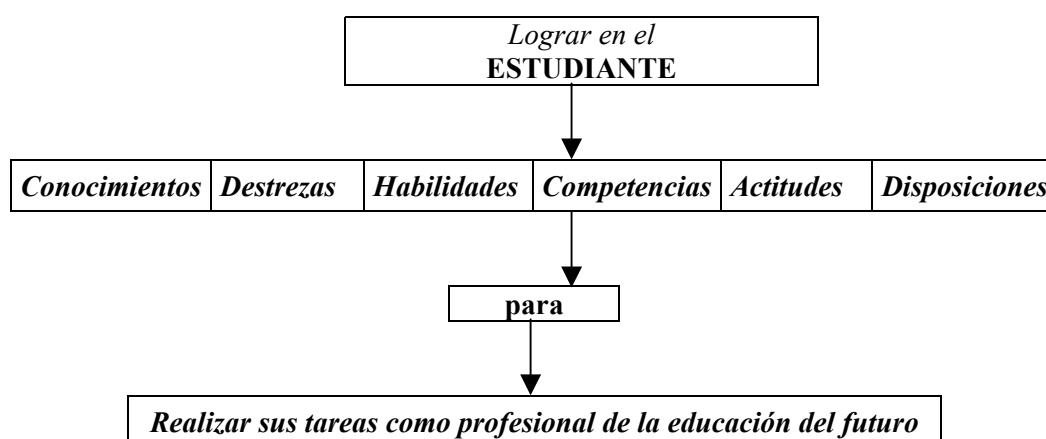 Lograr en el
ESTUDIANTE
Conocimientos Destrezas Habilidades Competencias Actitudes Disposiciones
para
Realizar sus tareas como profesional de la educación del futuro